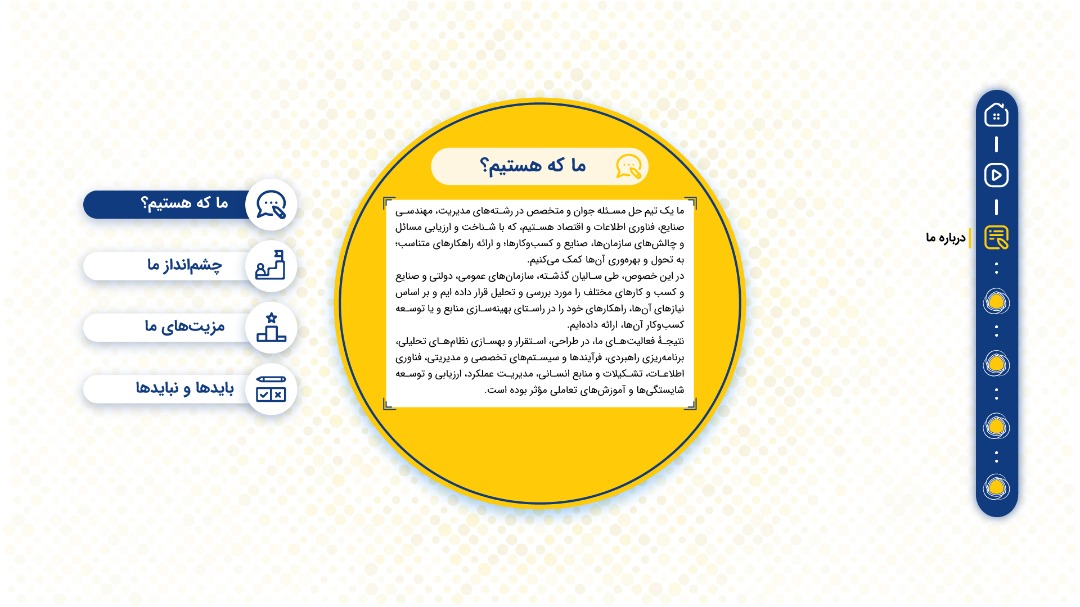 درباره ما
ما که هستیم؟
ما یک تیم حل مسئله جوان و متخصص در رشته‌های مدیریت، مهندسی
صنایع، فناوری اطلاعات و اقتصاد هستیم، که با شناخت و ارزیابی مسائل
و چالش‌های سازمان‌ها، صنایع و کسب‌وکارها؛ و ارائه راهکارهای متناسب؛
به تحول و بهره‌وری آن‌ها کمک می‌کنیم.
در این خصوص، طی سالیان گذشته، سازمان‌های عمومی، دولتی و صنایع
و کسب و کارهای مختلف را مورد بررسی و تحلیل قرار داده ایم و بر اساس
نیازهای آن‌ها، راهکارهای خود را در راستای بهینه‌سازی منابع و یا توسعه
کسب‌وکار آن‌ها، ارائه داده‌ایم.
نتیجۀ فعالیت‌های ما، در طراحی، استقرار و بهسازی نظام‌های تحلیلی،
برنامه‌ریزی راهبردی، فرآیندها و سیستم‌های تخصصی و مدیریتی، فناوری
اطلاعات، تشکیلات و منابع انسانی، مدیریت عملکرد، ارزیابی و توسعه
شایستگی‌ها و آموزش‌های تعاملی مؤثر بوده است.
ما که هستیم؟
چشم‌انداز ما
مزیت‌های ما
بایدها و نبایدها